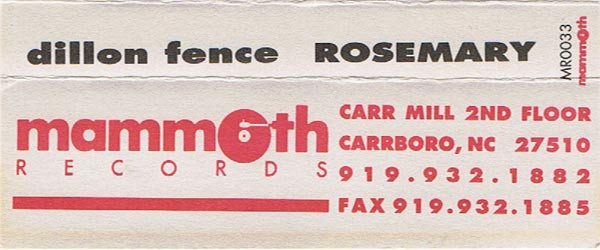 dillon fence ROSEMARY
MR0033
mammoth
mammoth
RECORDS
CARR MILL 2ND FLOOR
CARRBORO, NC 27510
919.932.1882
FAX 919.932.1885